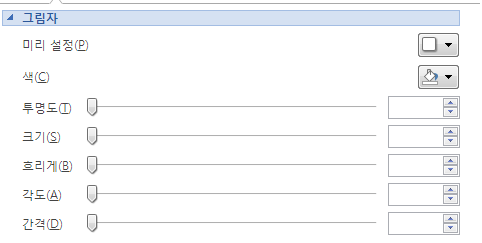 그림자
미리 설정(P)
색(C)
투명도(T)
크기(S)
흐리게(B)
각도(A)
간격(D)